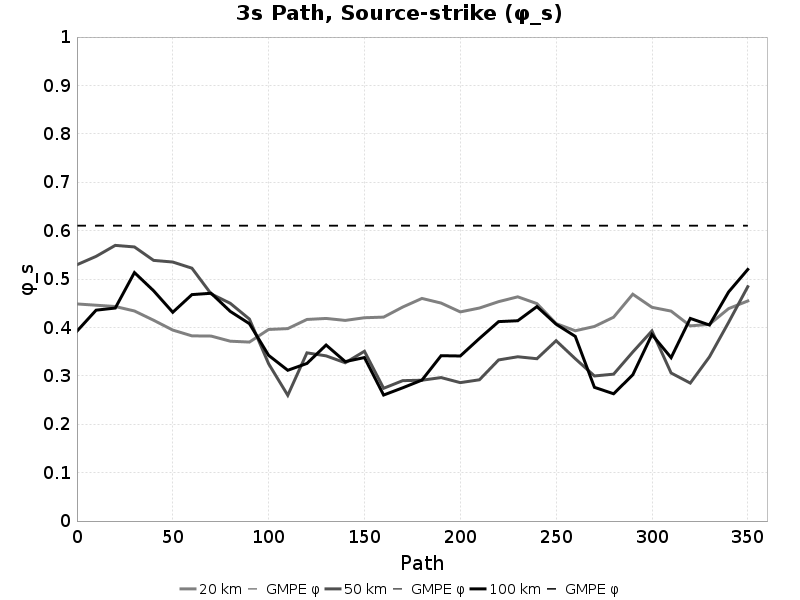 3s Path, Source-strike (φ_s)
1
0.9
0.8
0.7
0.6
0.5
0.4
0.3
0.2
0.1
0
φ_s
0 50 100 150 200 250 300 350
Path
20 km GMPE φ 50 km GMPE φ 100 km GMPE φ